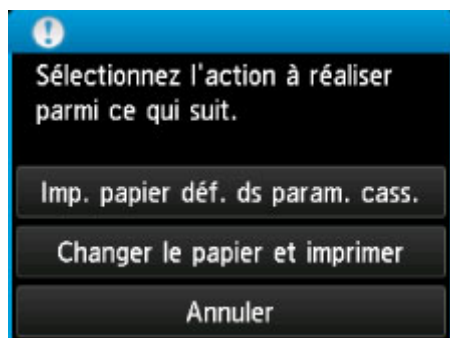 Sélectionnez l'action à réaliser
parmi ce qui suit.
Imp. papier déf. ds param. cass.
Changer le papier et imprimer
Annuler